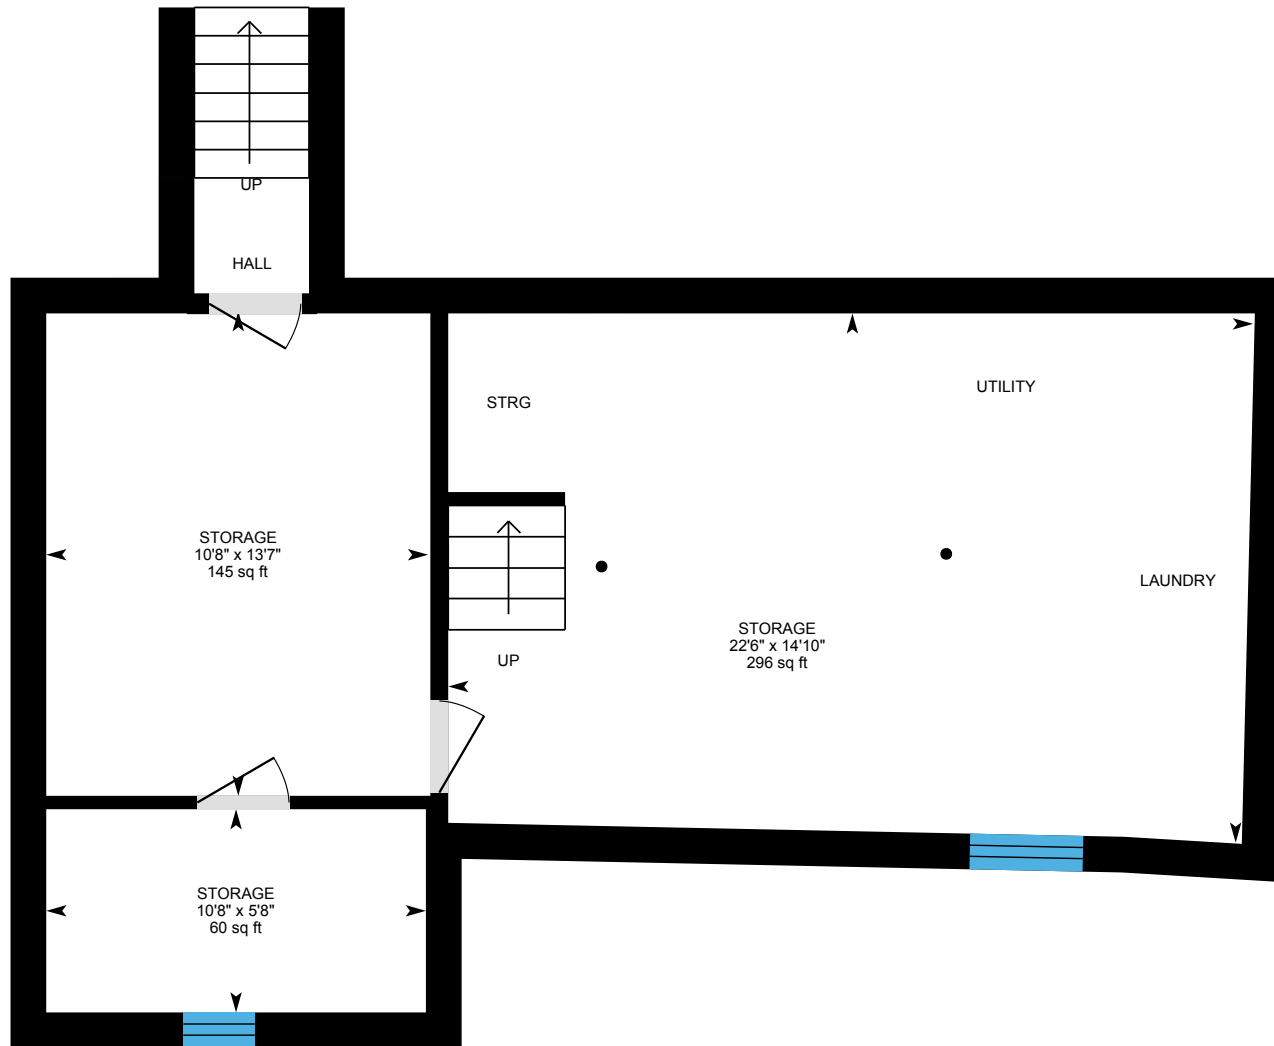 UP
HALL
STRG
UTILITY
STORAGE
10'8" x 13'7"
145 sq ft
LAUNDRY
STORAGE
22'6" x 14'10"
296 sq ft
UP
STORAGE
10'8" x 5'8"
60 sq ft